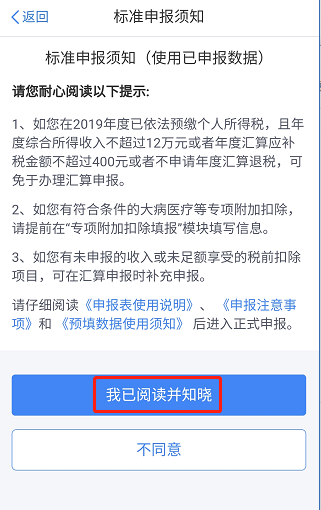 返回
标准申报须知
标准申报须知（使用已申报数据）
请您耐心阅读以下提示:
1、如您在2019年度已依法预缴个人所得税，且年
度综合所得收入不超过12万元或者年度汇算应补
税金额不超过400元或者不申请年度汇算退税，可
免于办理汇算申报。
2、如您有符合条件的大病医疗等专项附加扣除，
请提前在“专项附加扣除填报”模块填写信息。
3、如您有未申报的收入或未足额享受的税前扣除
项目，可在汇算申报时补充申报。
请仔细阅读《申报表使用说明》、《申报注意事
项》和《预填数据使用须知》 后进入正式申报。
我已阅读并知晓
不同意